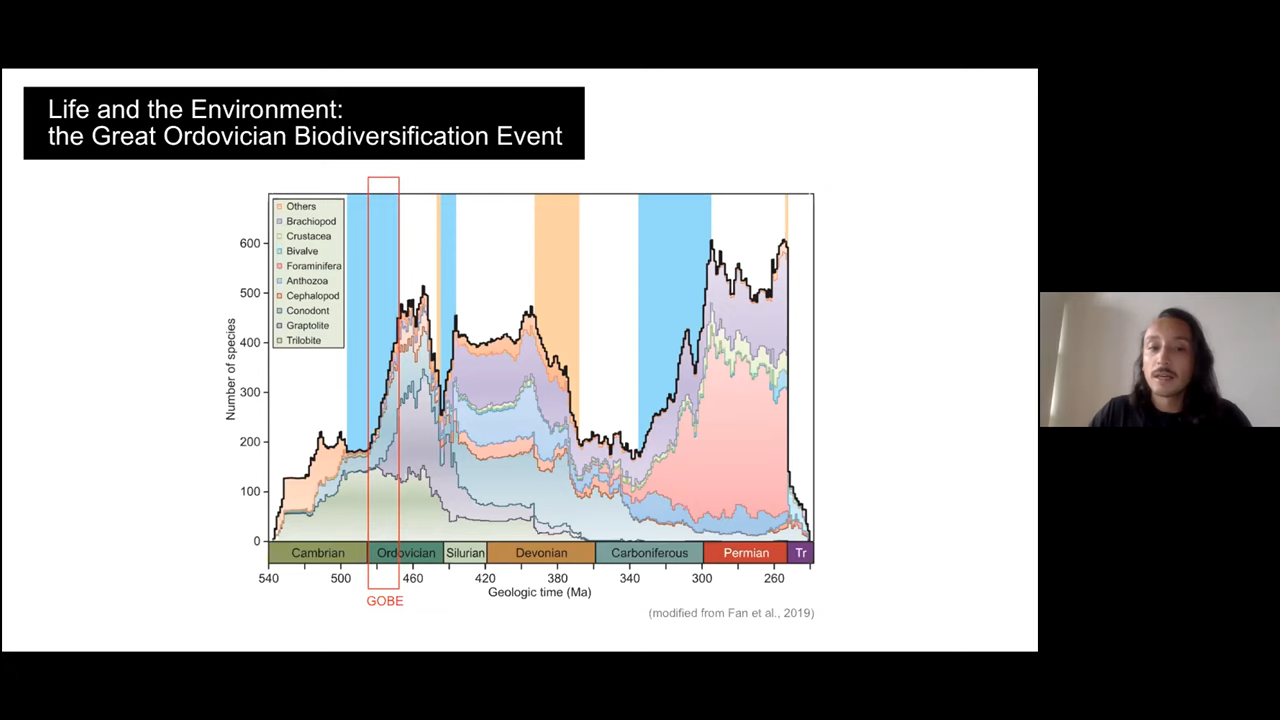 Life and the Environment:
the Great Ordovician Biodiversification Event
Others
Brachiopod
Crustacea
Bivalve
Foraminifera
Anthozoa
Cephalopod
Conodont
Graptolite
Trilobite
Number of species
600
500
400
300
200
100
0
Cambrian Ordovician Silurian Devonian Carboniferous Permian Tr
540 500 460 420 380 340 300 260
Geologic time (Ma)
GOBE
(modified from Fan et al., 2019)